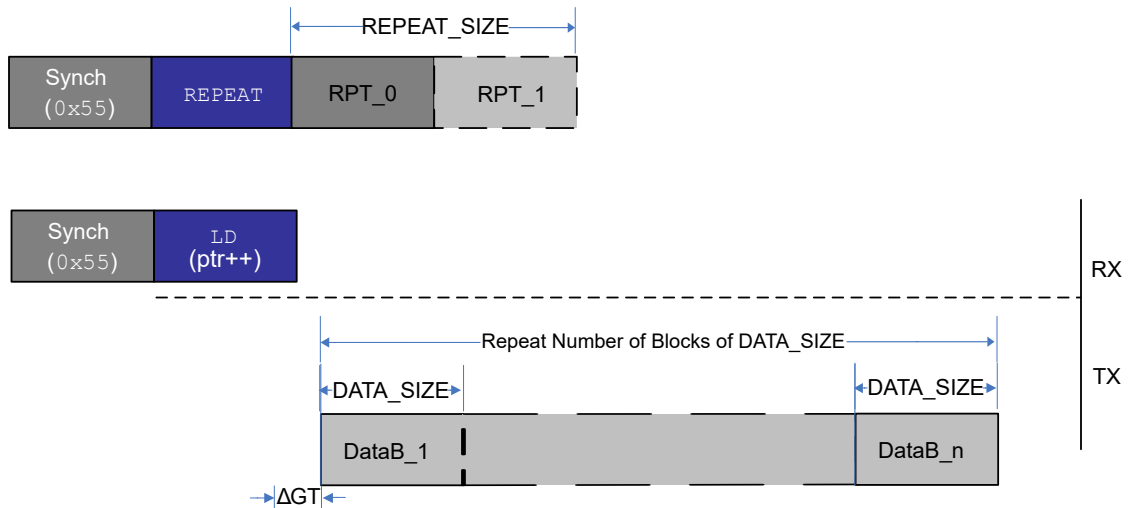 REPEAT_SIZE
Synch
(0x55)
REPEAT
RPT_0
RPT_1
Synch
(0x55)
LD
(ptr++)
RX
Repeat Number of Blocks of DATA_SIZE
TX
DATA_SIZE
DATA_SIZE
DataB_1
DataB_n
ΔGT